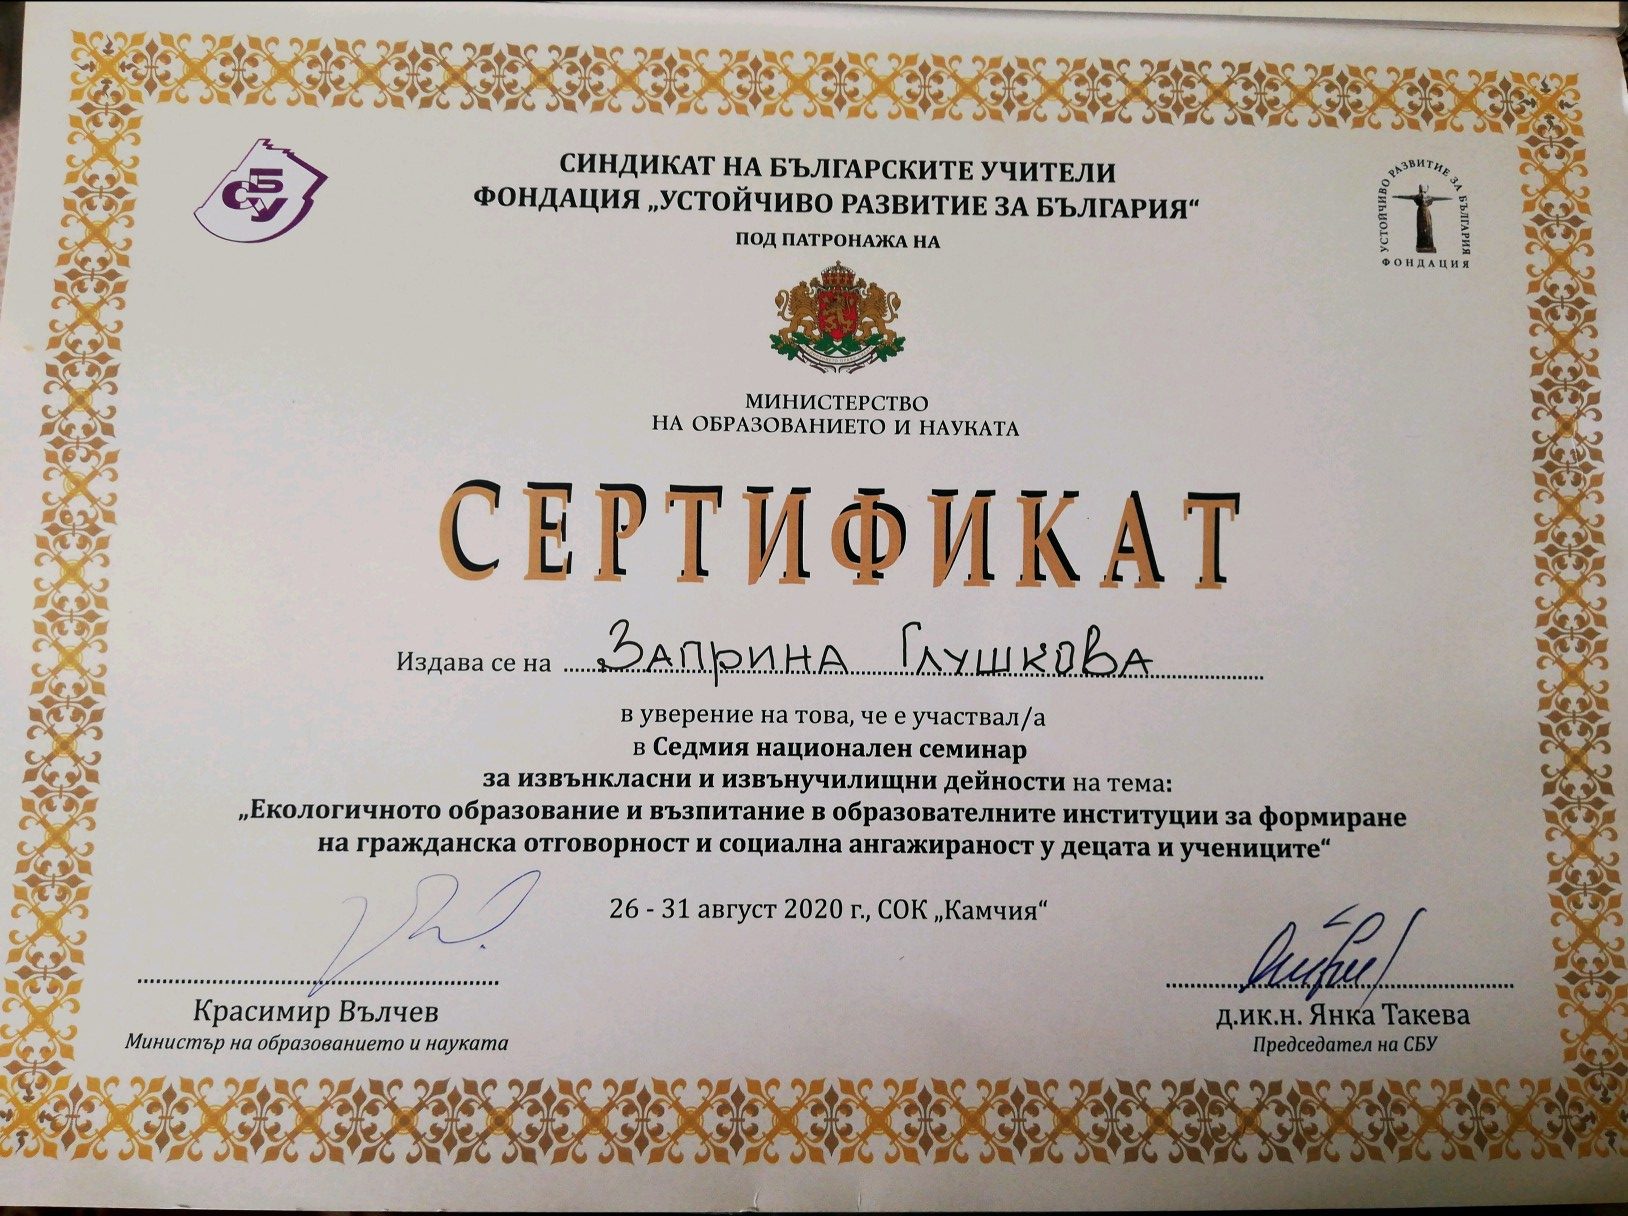 СБУ
УСТОЙЧИВО РАЗВИТИЕ ЗА БЪЛГАРИЯ
ФОНДАЦИЯ
СИНДИКАТ НА БЪЛГАРСКИТЕ УЧИТЕЛИ
ФОНДАЦИЯ „УСТОЙЧИВО РАЗВИТИЕ ЗА БЪЛГАРИЯ“
ПОД ПАТРОНАЖА НА
МИНИСТЕРСТВО
НА ОБРАЗОВАНИЕТО И НАУКАТА
СЕРТИФИКАТ
Издава се на Заприна Глушкова
в уверение на това, че е участвал/а
в Седмия национален семинар
за извънкласни и извънучилищни дейности на тема:
„Екологичното образование и възпитание в образователните институции за формиране
на гражданска отговорност и социална ангажираност у децата и учениците“
26 - 31 август 2020 г., СОК „Камчия“
Красимир Вълчев
Министър на образованието и науката
д.ик.н. Янка Такева
Председател на СБУ